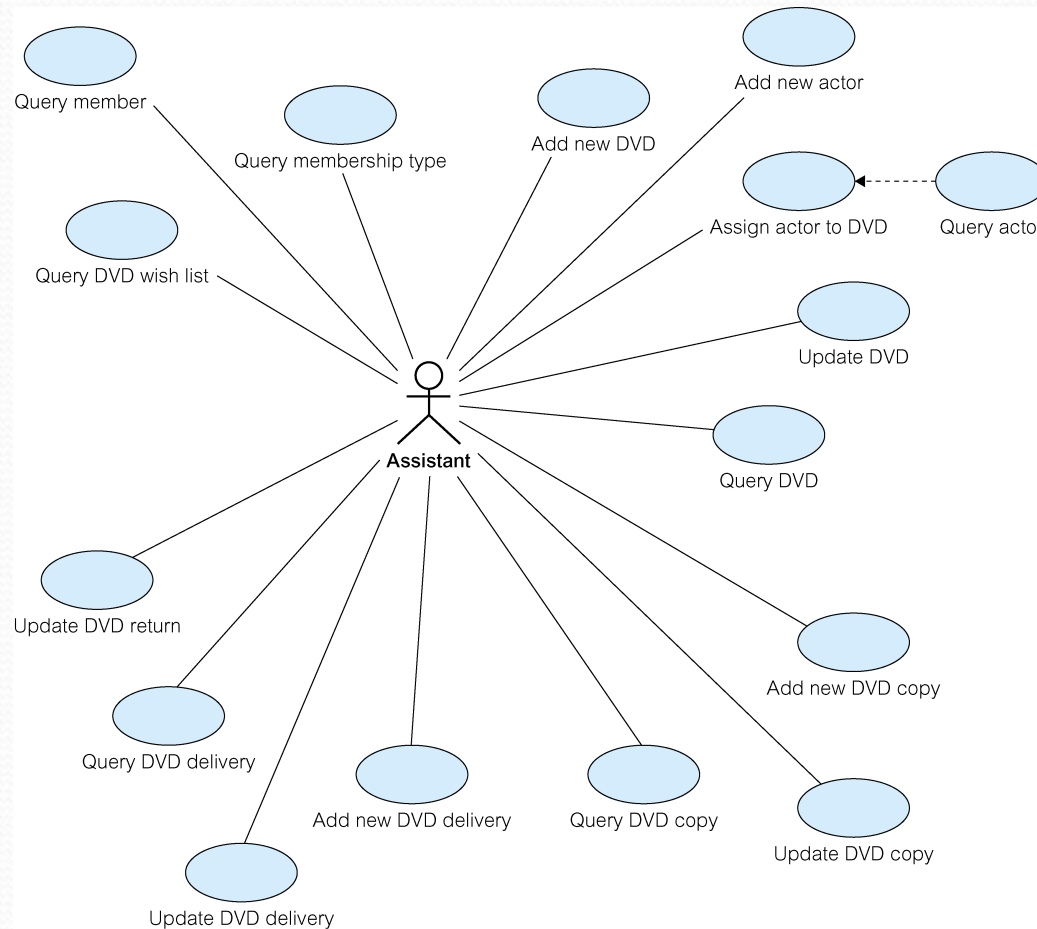 Add new actor
Query member
Add new DVD
Query membership type
Assign actor to DVD
Query acto
Query DVD wish list
Update DVD
Assistant
Query DVD
Update DVD return
Add new DVD copy
Query DVD delivery
Add new DVD delivery
Query DVD copy
Update DVD copy
Update DVD delivery